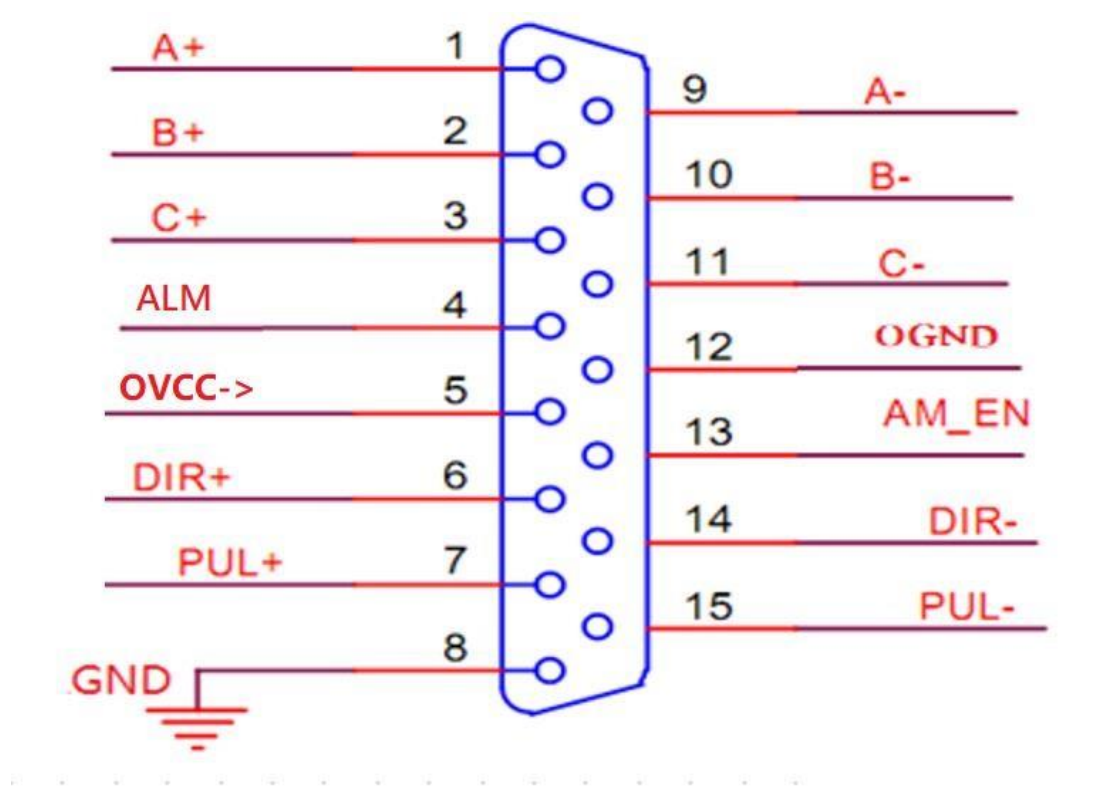 A+ 1
9 A-
B+ 2
10 B-
C+ 3
11 C-
ALM 4
12 OGND
OVCC-> 5
13 AM_EN
DIR+ 6
14 DIR-
PUL+ 7
15 PUL-
8
GND